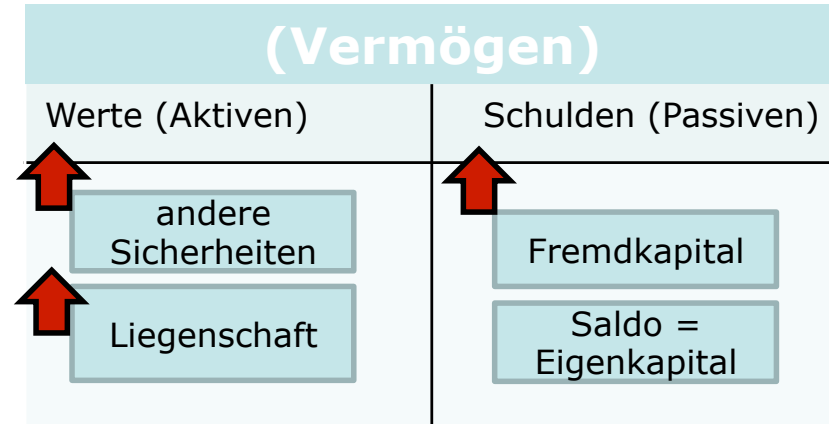 (Vermögen)
Werte (Aktiven)
Schulden (Passiven)
andere
Sicherheiten
Liegenschaft
Fremdkapital
Saldo =
Eigenkapital